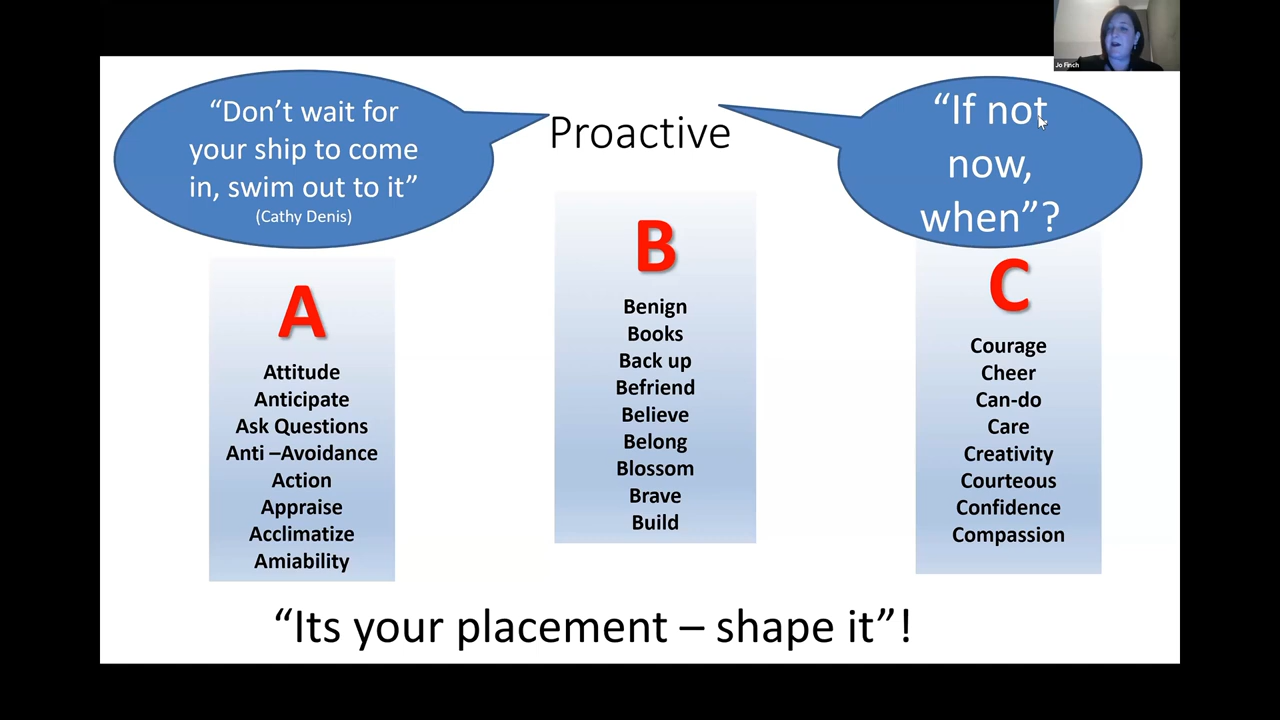 Jo Finch
“Don’t wait for
your ship to come
in, swim out to it”
(Cathy Denis)
Proactive
“If not
now,
when”?
A
Attitude
Anticipate
Ask Questions
Anti –Avoidance
Action
Appraise
Acclimatize
Amiability
B
Benign
Books
Back up
Befriend
Believe
Belong
Blossom
Brave
Build
C
Courage
Cheer
Can-do
Care
Creativity
Courteous
Confidence
Compassion
“Its your placement – shape it”!